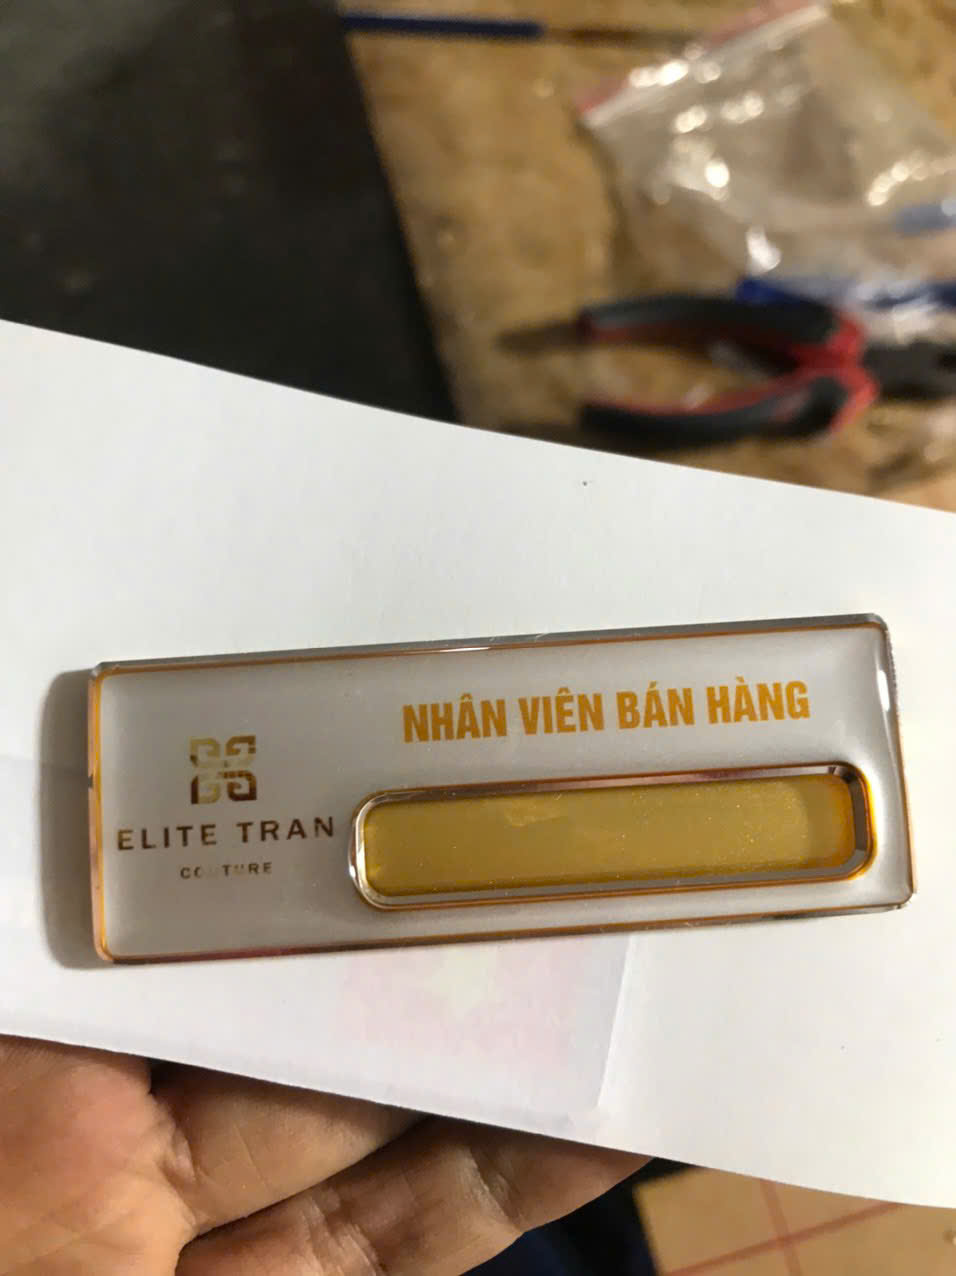 NHÂN VIÊN BÁN HÀNG
ELITE TRAN
COUTURE